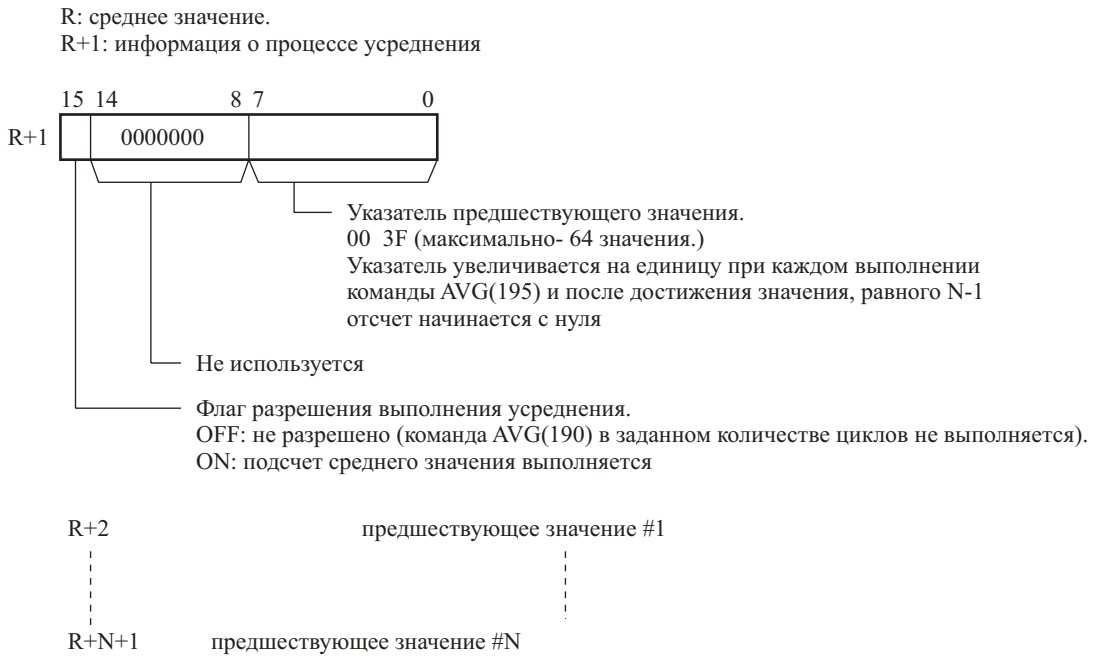 R: среднее значение.
R+1: информация о процессе усреднения
15 14 8 7 0
R+1 0000000
Указатель предшествующего значения.
00 3F (максимально- 64 значения.)
Указатель увеличивается на единицу при каждом выполнении
команды AVG(195) и после достижения значения, равного N-1
отсчет начинается с нуля
Не используется
Флаг разрешения выполнения усреднения.
OFF: не разрешено (команда AVG(190) в заданном количестве циклов не выполняется).
ON: подсчет среднего значения выполняется
R+2 предшествующее значение #1
R+N+1 предшествующее значение #N